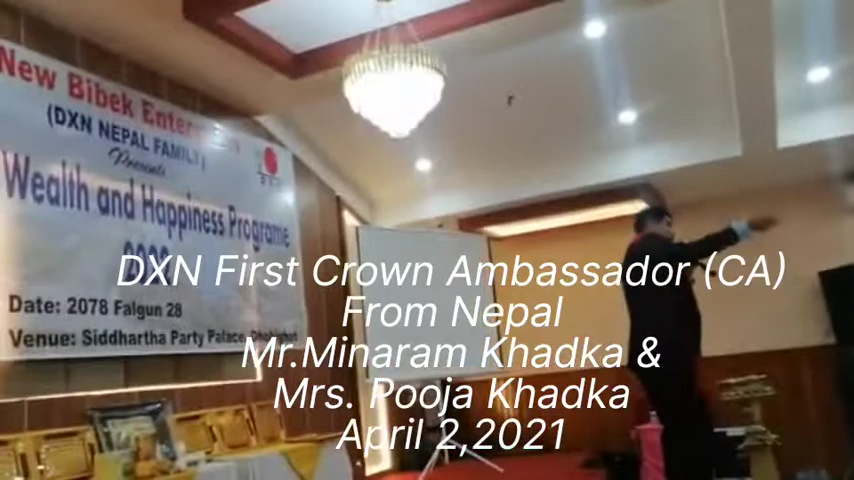 New Bibek
(DXN NEPAL FAMILY)
Presents
Wealth and Happiness Programe
DXN First Crown Ambassador (CA)
From Nepal
Date: 2078 Falgun 28
Venue: Siddhartha Party Palace,
Mr.Minaram Khadka &
Mrs. Pooja Khadka
April 2,2021